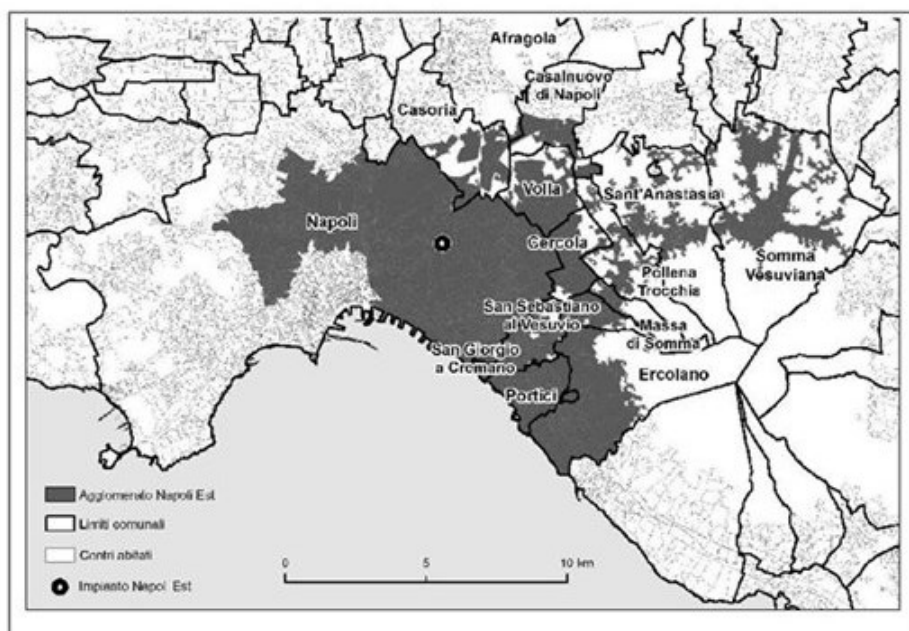 Afragola
Casalnuovo
di Napoli
Casoria
Volla
Sant'Anastasia
Napoli
Cercola
Somma
Vesuviana
Pollena
Trocchia
San Sebastiano
al Vesuvio
Massa
di Somma
San Giorgio
a Cremano
Ercolano
Portici
Agglomerato Napoli Est
Limiti comunali
Centri abitati
Impianto Napoli Est
0 5 10 km